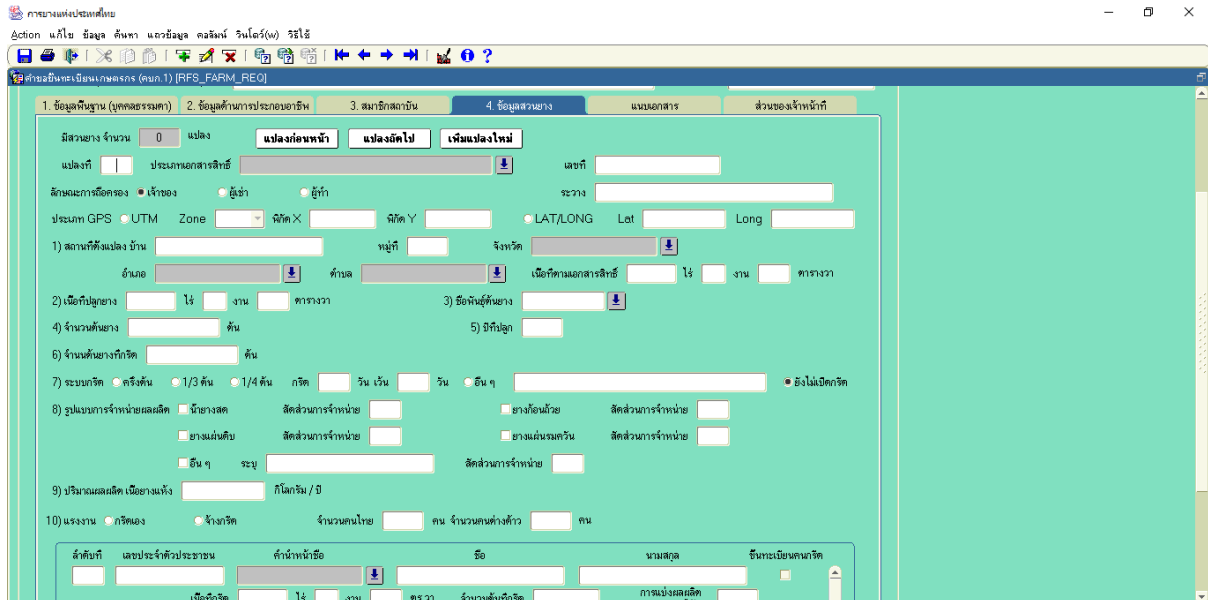 การยางแห่งประเทศไทย
Action แก้ไข ข้อมูล ค้นหา แถวข้อมูล คอลัมน์ วินโดว์(w) วิธีใช้
คำขอขึ้นทะเบียนเกษตรกร (คบก.1) [RFS_FARM_REQ]
1. ข้อมูลพื้นฐาน (บุคคลธรรมดา) 2. ข้อมูลด้านการประกอบอาชีพ 3. สมาชิกสถาบัน 4. ข้อมูลสวนยาง แนบเอกสาร ส่วนของเจ้าหน้าที่
มีสวนยาง จำนวน 0 แปลง แปลงก่อนหน้า แปลงถัดไป เพิ่มแปลงใหม่
แปลงที่ ประเภทเอกสารสิทธิ์ เลขที่
ลักษณะการถือครอง เจ้าของ ผู้เช่า ผู้ทำ ระวาง
ประเภท GPS UTM Zone พิกัด X พิกัด Y LAT/LONG Lat Long
1) สถานที่ตั้งแปลง บ้าน หมู่ที่ จังหวัด
อำเภอ ตำบล เนื้อที่ตามเอกสารสิทธิ์ ไร่ งาน ตารางวา
2) เนื้อที่ปลูกยาง ไร่ งาน ตารางวา 3) ชื่อพันธุ์ต้นยาง
4) จำนวนต้นยาง ต้น 5) ปีที่ปลูก
6) จำนนต้นยางที่กรีด ต้น
7) ระบบกรีด ครึ่งต้น 1/3 ต้น 1/4 ต้น กรีด วัน เว้น วัน อื่น ๆ ยังไม่เปิดกรีด
8) รูปแบบการจำหน่ายผลผลิต น้ำยางสด สัดส่วนการจำหน่าย ยางก้อนถ้วย สัดส่วนการจำหน่าย
ยางแผ่นดิบ สัดส่วนการจำหน่าย ยางแผ่นรมควัน สัดส่วนการจำหน่าย
อื่น ๆ ระบุ สัดส่วนการจำหน่าย
9) ปริมาณผลผลิต เนื้อยางแห้ง กิโลกรัม / ปี
10) แรงงาน กรีดเอง จ้างกรีด จำนวนคนไทย คน จำนวนคนต่างด้าว คน
ลำดับที่ เลขประจำตัวประชาชน คำนำหน้าชื่อ ชื่อ นามสกุล ขึ้นทะเบียนคนกรีด
เนื้อที่กรีด ไร่ งาน ตร.วา จำนวนต้นที่กรีด การแบ่งผลผลิต